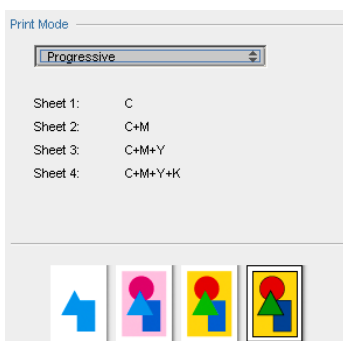 Print Mode
Progressive
Sheet 1: C
Sheet 2: C+M
Sheet 3: C+M+Y
Sheet 4: C+M+Y+K